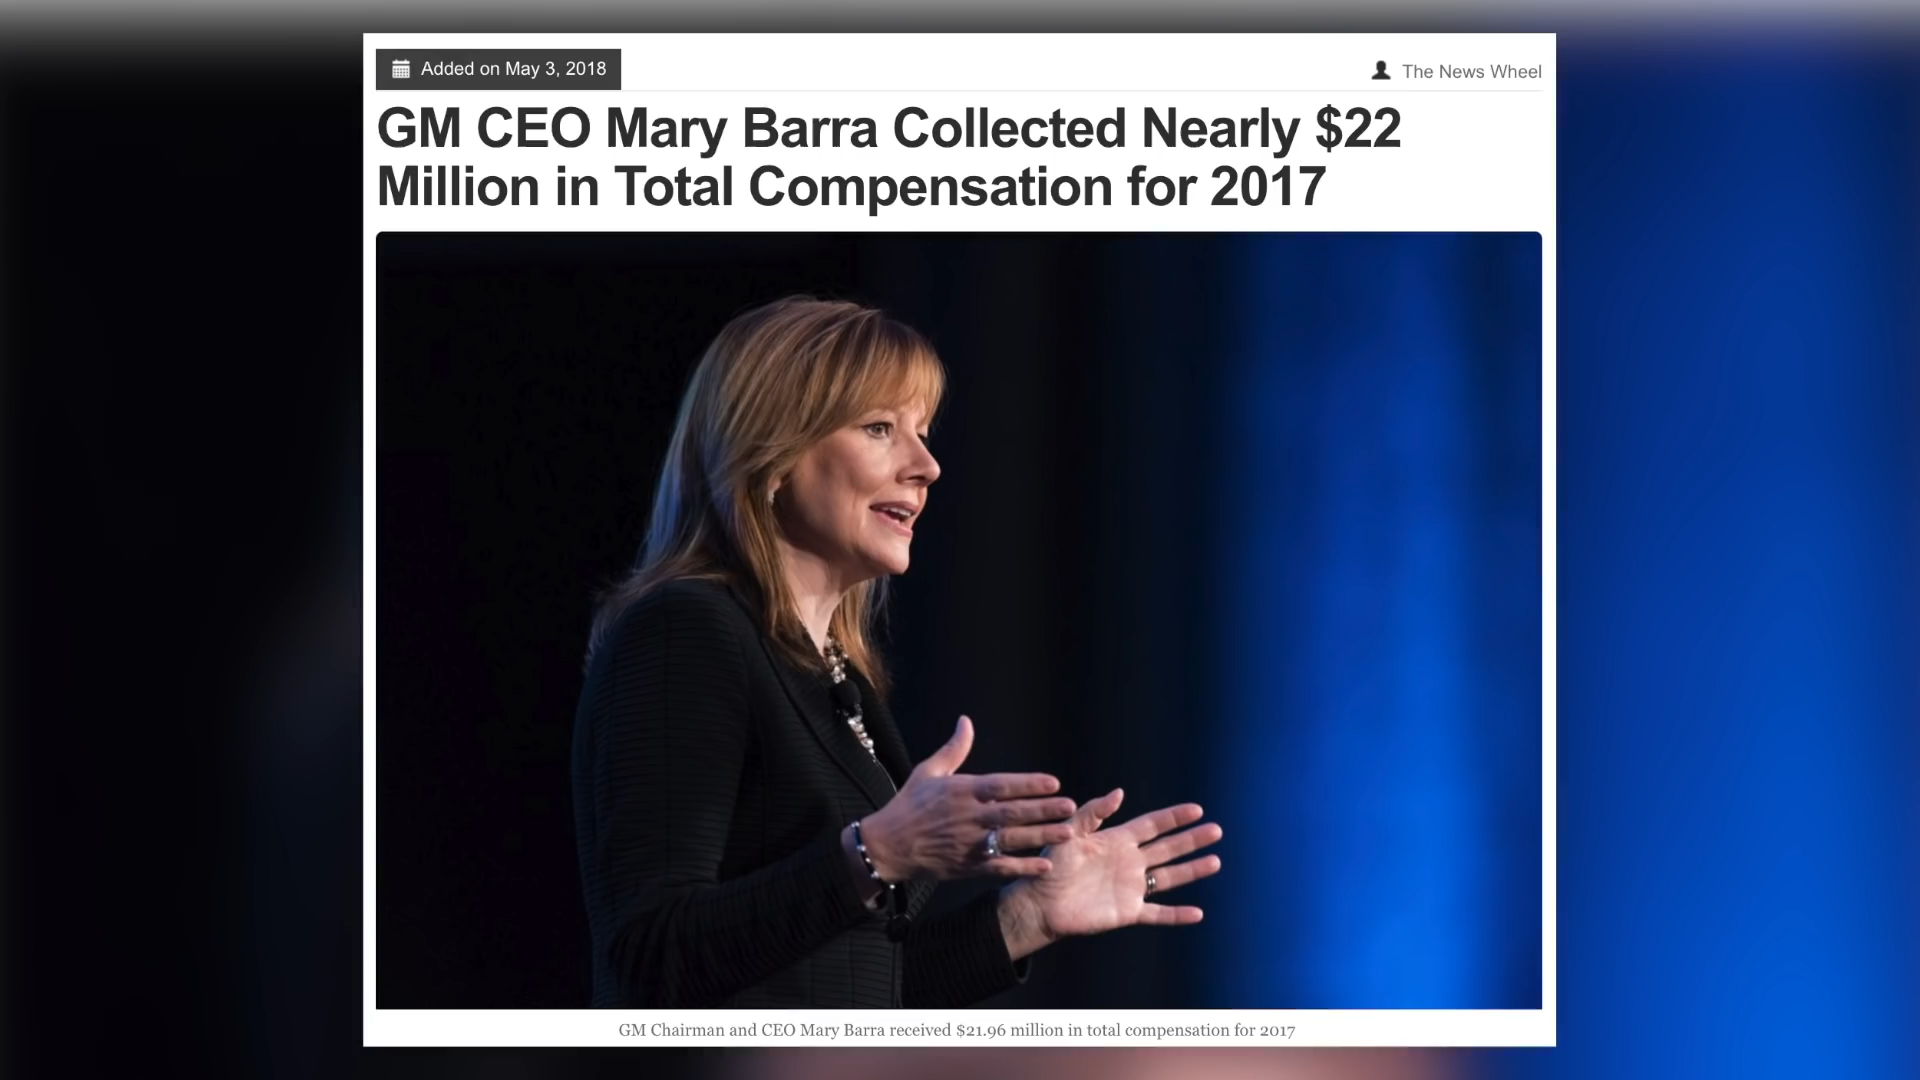 Added on May 3, 2018
The News Wheel
GM CEO Mary Barra Collected Nearly $22
Million in Total Compensation for 2017
GM Chairman and CEO Mary Barra received $21.96 million in total compensation for 2017